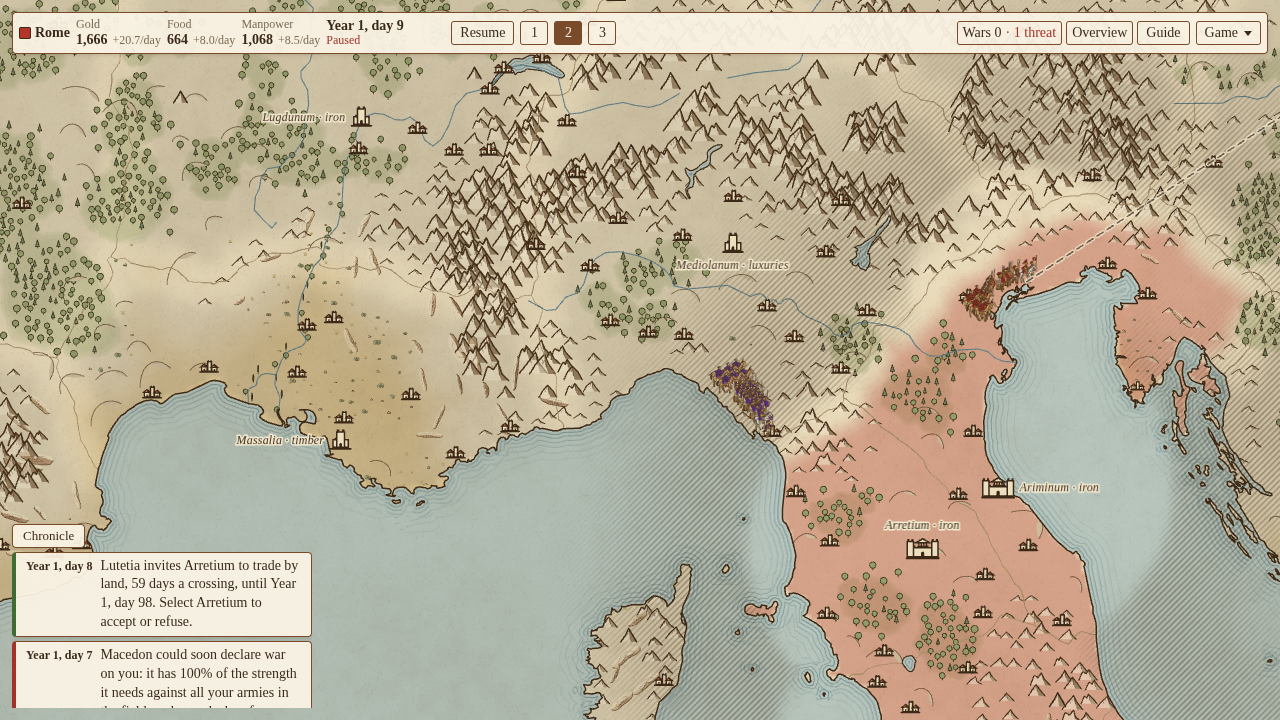 Rome
Gold
1,666 +20.7/day
Food
664 +8.0/day
Manpower
1,068 +8.5/day
Year 1, day 9
Paused
Resume
1
2
3
Wars 0 · 1 threat
Overview
Guide
Game
Lugdunum · iron
Mediolanum · luxuries
Massalia · timber
Ariminum · iron
Arretium · iron
Chronicle
Year 1, day 8
Lutetia invites Arretium to trade by
land, 59 days a crossing, until Year
1, day 98. Select Arretium to
accept or refuse.
Year 1, day 7
Macedon could soon declare war
on you: it has 100% of the strength
it needs against all your armies in